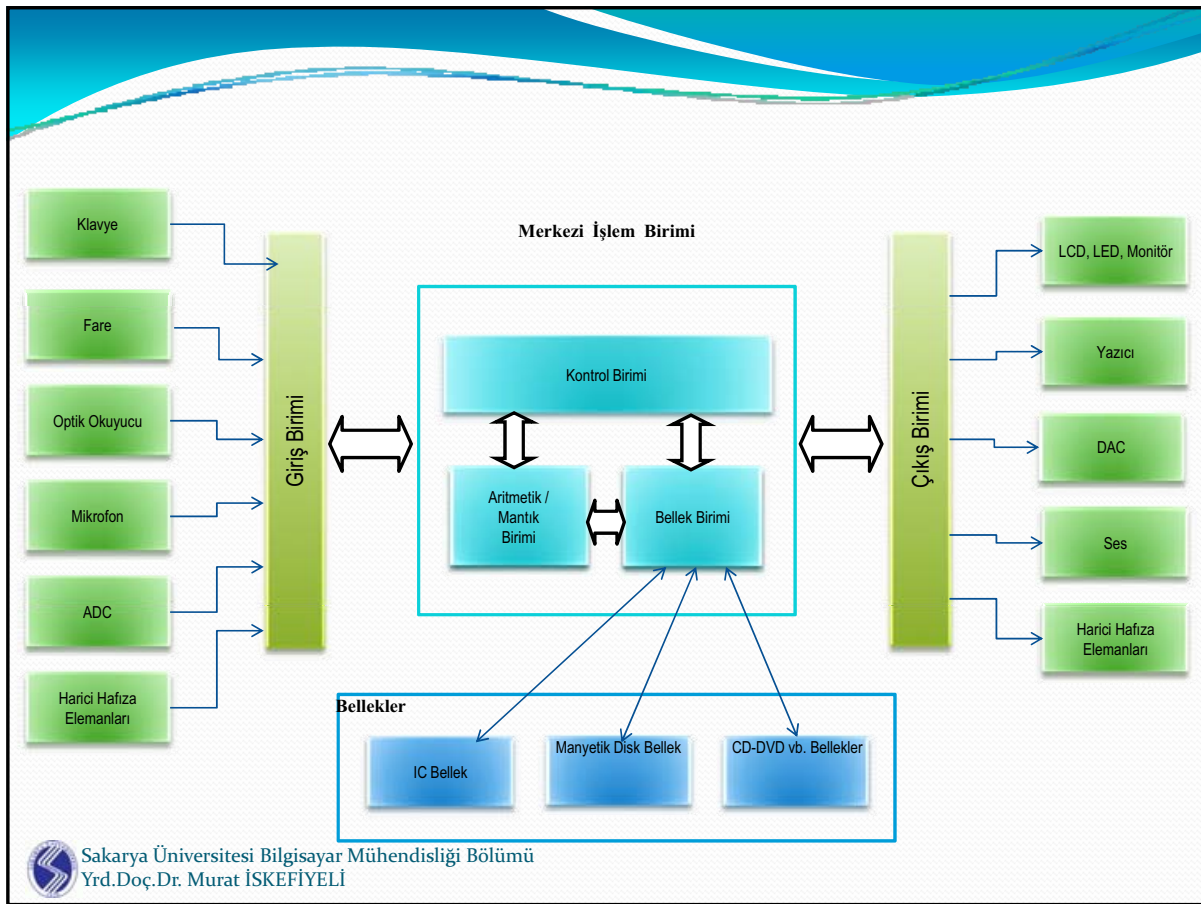 Klavye
Fare
Optik Okuyucu
Mikrofon
ADC
Harici Hafıza
Elemanları
Giriş Birimi
Merkezi İşlem Birimi
Kontrol Birimi
Aritmetik /
Mantık
Birimi
Bellek Birimi
Bellekler
IC Bellek
Manyetik Disk Bellek
CD-DVD vb. Bellekler
Çıkış Birimi
LCD, LED, Monitör
Yazıcı
DAC
Ses
Harici Hafıza
Elemanları
Sakarya Üniversitesi Bilgisayar Mühendisliği Bölümü
Yrd.Doç.Dr. Murat İSKEFİYELİ